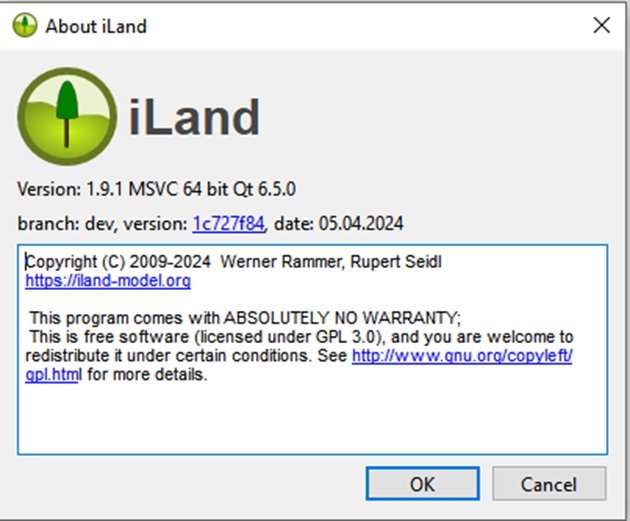 About iLand
iLand
Version: 1.9.1 MSVC 64 bit Qt 6.5.0
branch: dev, version: 1c727f84, date: 05.04.2024
Copyright (C) 2009-2024  Werner Rammer, Rupert Seidl
https://iland-model.org
This program comes with ABSOLUTELY NO WARRANTY;
This is free software (licensed under GPL 3.0), and you are welcome to
redistribute it under certain conditions. See http://www.gnu.org/copyleft/
gpl.html for more details.
OK
Cancel